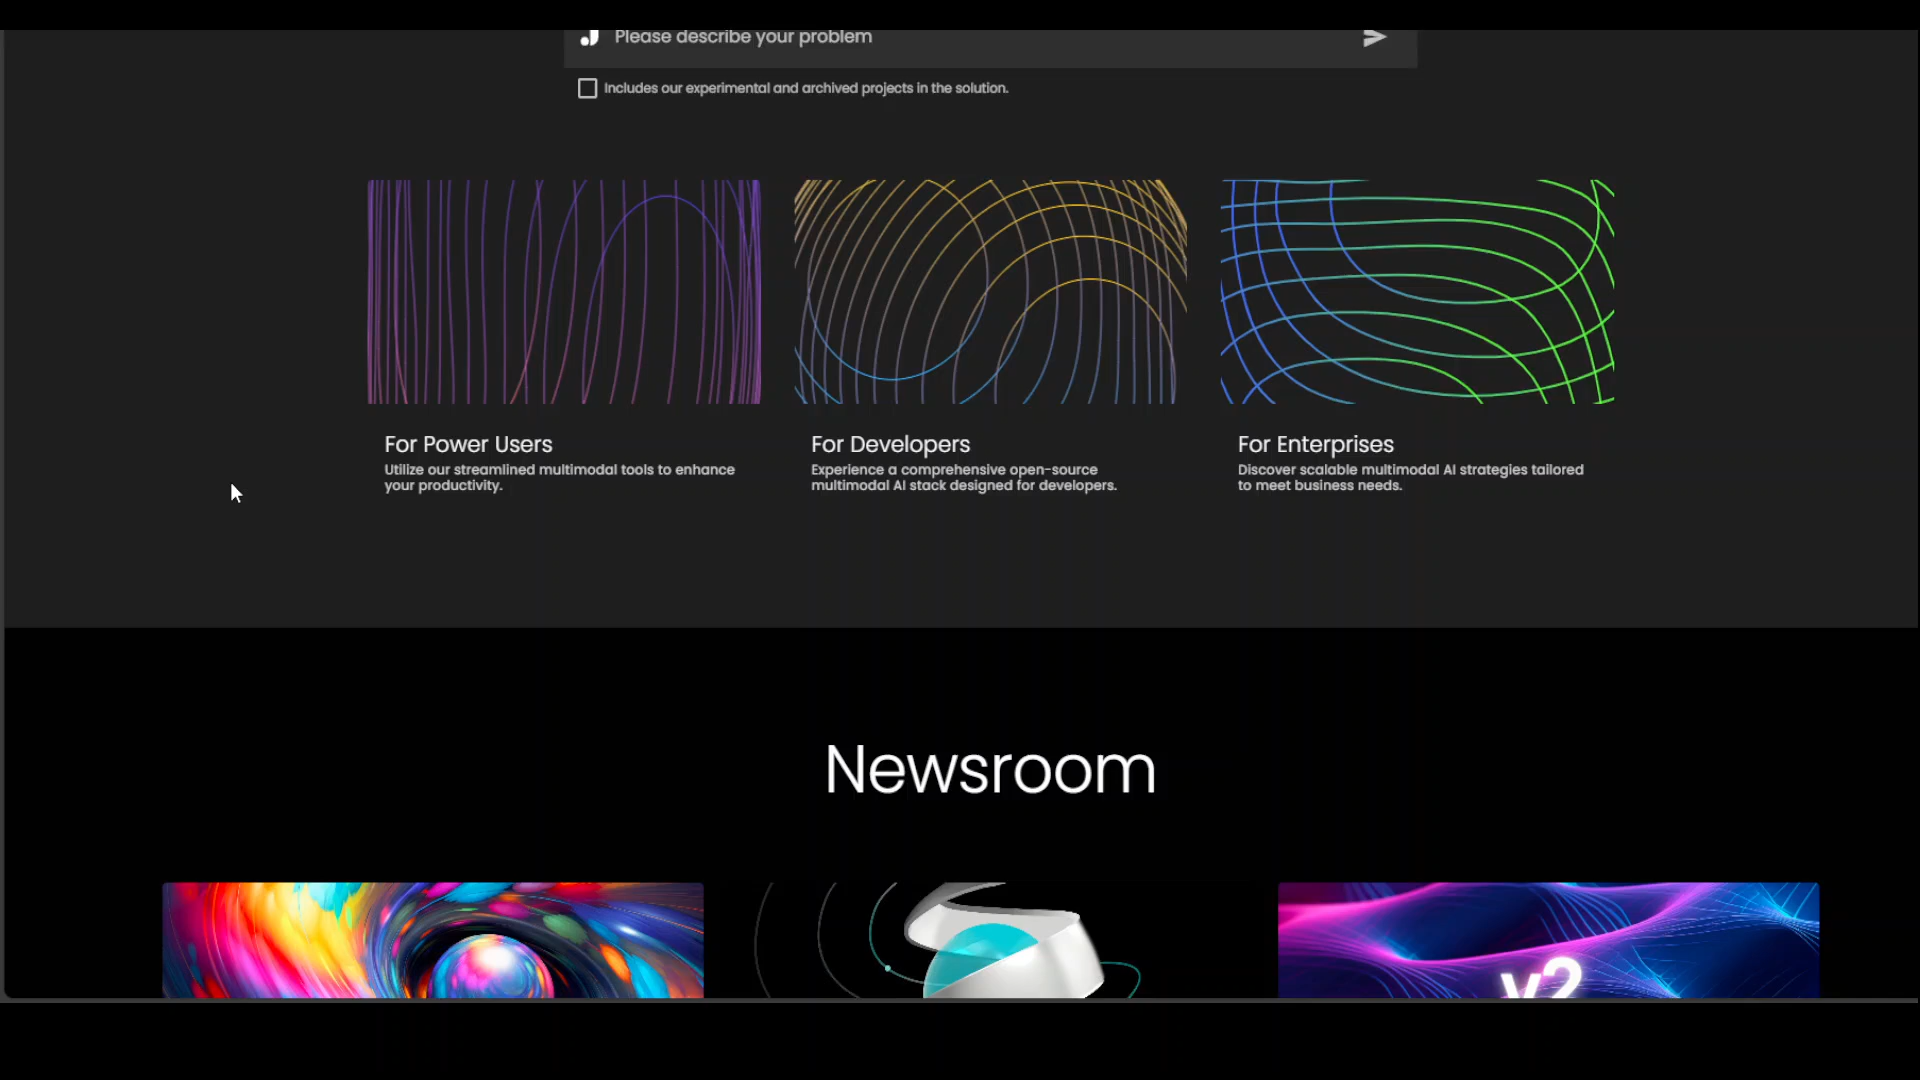 Please describe your problem
Includes our experimental and archived projects in the solution.
For Power Users
Utilize our streamlined multimodal tools to enhance
your productivity.
For Developers
Experience a comprehensive open-source
multimodal AI stack designed for developers.
For Enterprises
Discover scalable multimodal AI strategies tailored
to meet business needs.
Newsroom
v2